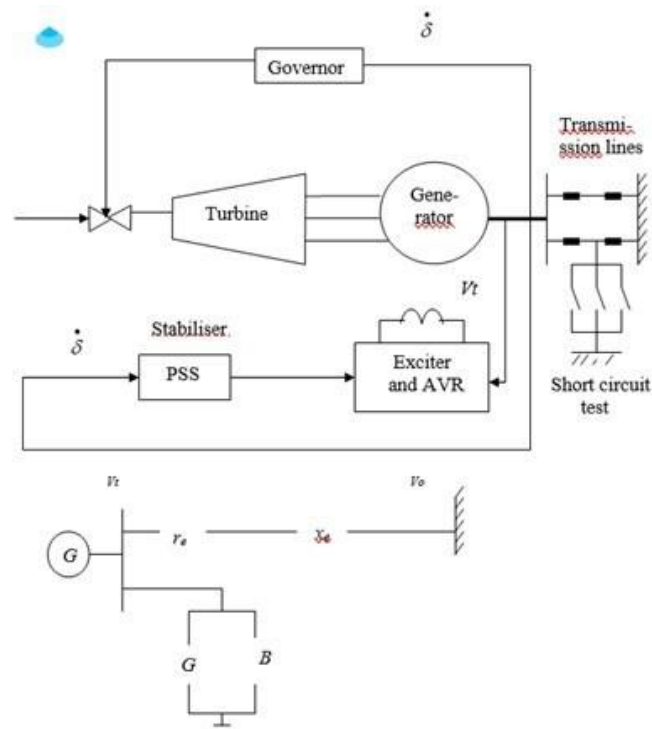 δ̇
Governor
Transmi-
ssion lines
Turbine
Gene-
rator
Vt
δ̇
Stabiliser
PSS
Exciter
and AVR
Short circuit
test
Vt
Vo
G
re
xe
G
B